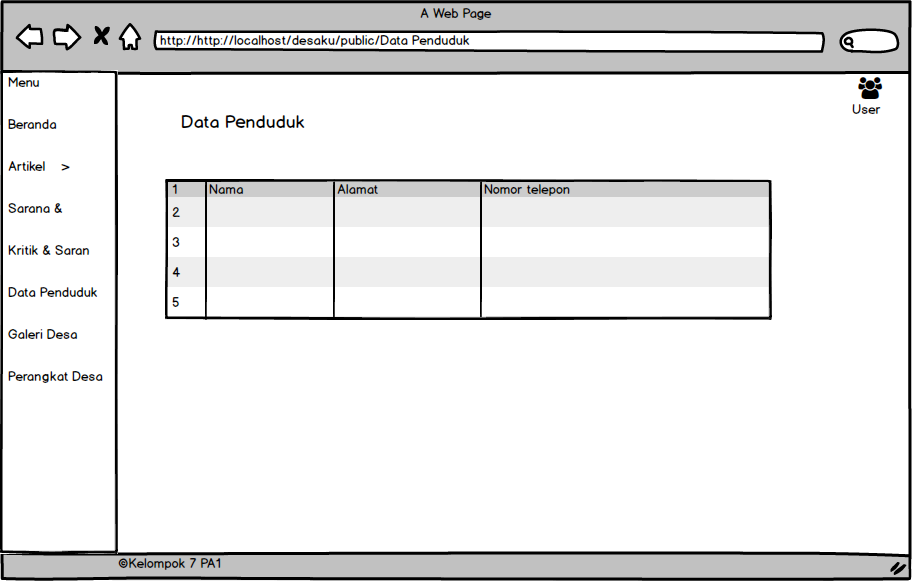 A Web Page
http://http://localhost/desaku/public/Data Penduduk
Menu
User
Beranda
Data Penduduk
Artikel >
Sarana &
Kritik & Saran
Data Penduduk
Galeri Desa
Perangkat Desa
1 Nama Alamat Nomor telepon
2
3
4
5
©Kelompok 7 PA1